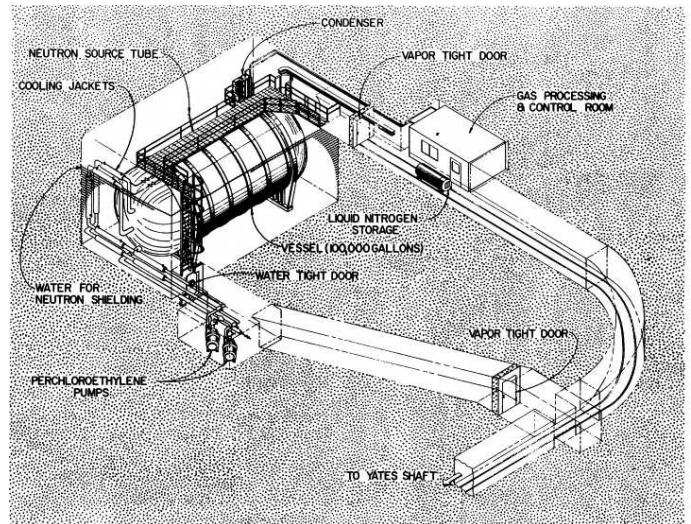 CONDENSER
NEUTRON SOURCE TUBE
VAPOR TIGHT DOOR
COOLING JACKETS
GAS PROCESSING
& CONTROL ROOM
LIQUID NITROGEN
STORAGE
VESSEL (100,000 GALLONS)
WATER TIGHT DOOR
WATER FOR
NEUTRON SHIELDING
VAPOR TIGHT DOOR
PERCHLOROETHYLENE
PUMPS
TO YATES SHAFT